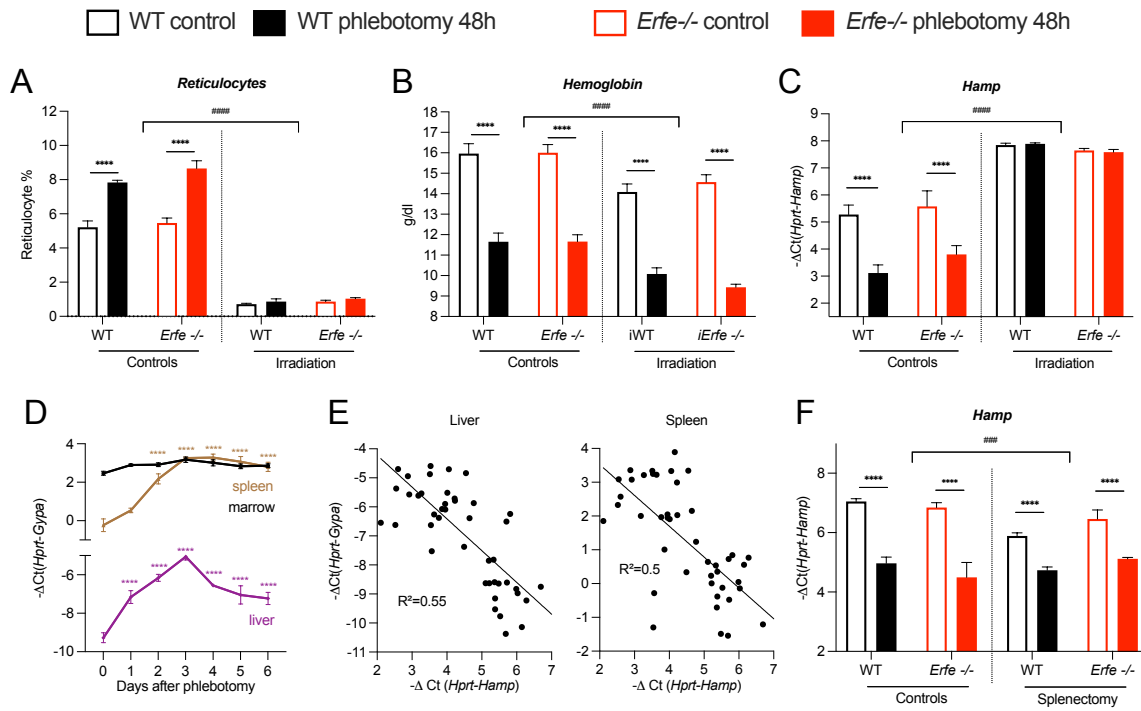 WT control WT phlebotomy 48h Erfe-/- control Erfe-/- phlebotomy 48h
A
Reticulocytes
####
****
****
Reticulocyte %
12
10
8
6
4
2
0
WT Erfe -/- WT Erfe -/-
Controls Irradiation
B
Hemoglobin
####
****
****
****
****
g/dl
18
17
16
15
14
13
12
11
10
9
8
WT Erfe -/- iWT iErfe -/-
Controls Irradiation
C
Hamp
####
****
****
-ΔCt(Hprt-Hamp)
9
8
7
6
5
4
3
WT Erfe -/- WT Erfe -/-
Controls Irradiation
D
-ΔCt(Hprt-Gypa)
4
2
0
-6
-8
-10
**** **** **** **** ****
spleen
marrow
**** **** **** **** **** ****
liver
0 1 2 3 4 5 6
Days after phlebotomy
E
Liver
-ΔCt(Hprt-Gypa)
-4
-5
-6
-7
-8
-9
-10
-11
R²=0.55
2 3 4 5 6 7
-Δ Ct (Hprt-Hamp)
Spleen
4
3
2
1
0
-1
-2
R²=0.5
2 3 4 5 6 7
-Δ Ct (Hprt-Hamp)
F
Hamp
###
****
****
****
****
-ΔCt(Hprt-Hamp)
8
6
4
2
WT Erfe -/- WT Erfe -/-
Controls Splenectomy